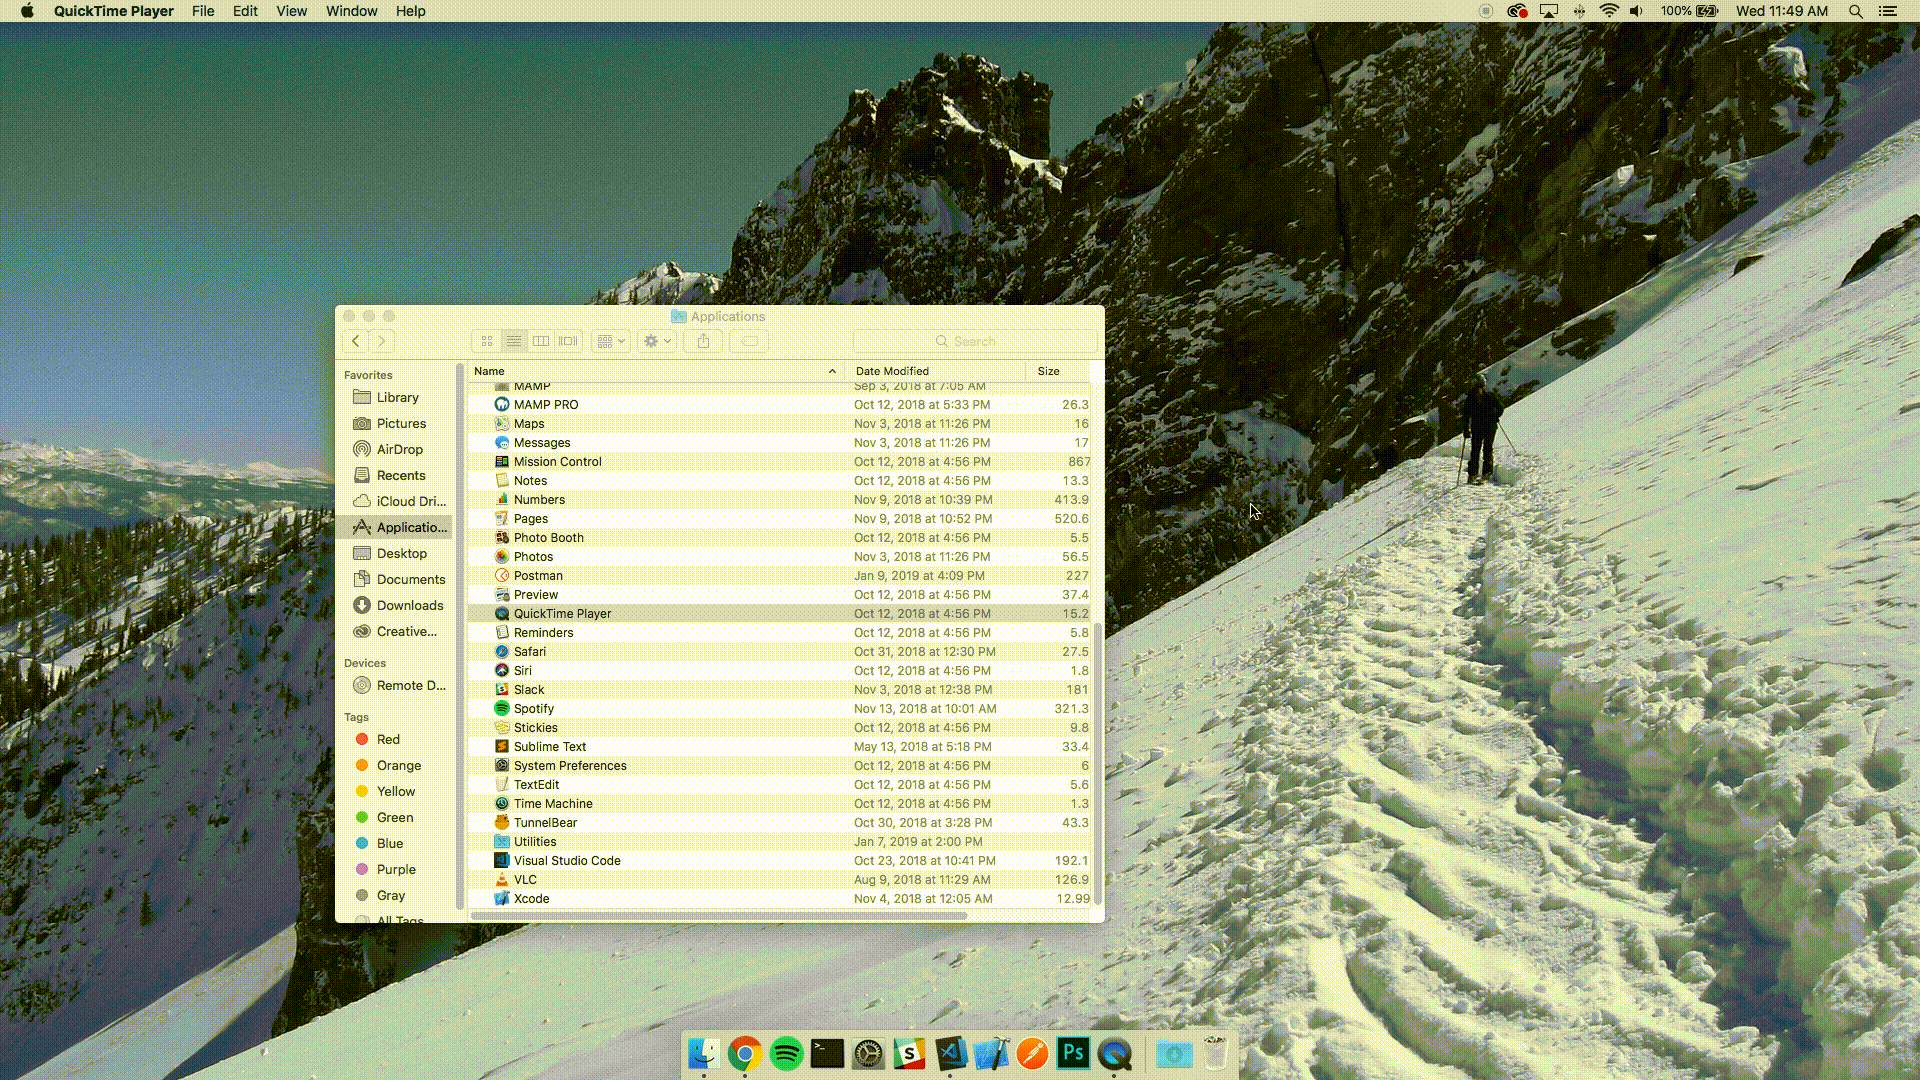 QuickTime Player File Edit View Window Help 100% Wed 11:49 AM
Applications
Search
Favorites
Library
Pictures
AirDrop
Recents
iCloud Dri...
Applicatio...
Desktop
Documents
Downloads
Creative...
Devices
Remote D...
Tags
Red
Orange
Yellow
Green
Blue
Purple
Gray
All Tags
Name Date Modified Size
MAMP Sep 3, 2018 at 7:05 AM
MAMP PRO Oct 12, 2018 at 5:33 PM 26.3
Maps Nov 3, 2018 at 11:26 PM 16
Messages Nov 3, 2018 at 11:26 PM 17
Mission Control Oct 12, 2018 at 4:56 PM 867
Notes Oct 12, 2018 at 4:56 PM 13.3
Numbers Nov 9, 2018 at 10:39 PM 413.9
Pages Nov 9, 2018 at 10:52 PM 520.6
Photo Booth Oct 12, 2018 at 4:56 PM 5.5
Photos Nov 3, 2018 at 11:26 PM 56.5
Postman Jan 9, 2019 at 4:09 PM 227
Preview Oct 12, 2018 at 4:56 PM 37.4
QuickTime Player Oct 12, 2018 at 4:56 PM 15.2
Reminders Oct 12, 2018 at 4:56 PM 5.8
Safari Oct 31, 2018 at 12:30 PM 27.5
Siri Oct 12, 2018 at 4:56 PM 1.8
Slack Nov 3, 2018 at 12:38 PM 181
Spotify Nov 13, 2018 at 10:01 AM 321.3
Stickies Oct 12, 2018 at 4:56 PM 9.8
Sublime Text May 13, 2018 at 5:18 PM 33.4
System Preferences Oct 12, 2018 at 4:56 PM 6
TextEdit Oct 12, 2018 at 4:56 PM 5.6
Time Machine Oct 12, 2018 at 4:56 PM 1.3
TunnelBear Oct 30, 2018 at 3:28 PM 43.3
Utilities Jan 7, 2019 at 2:00 PM
Visual Studio Code Oct 23, 2018 at 10:41 PM 192.1
VLC Aug 9, 2018 at 11:29 AM 126.9
Xcode Nov 4, 2018 at 12:05 AM 12.99
S Ps